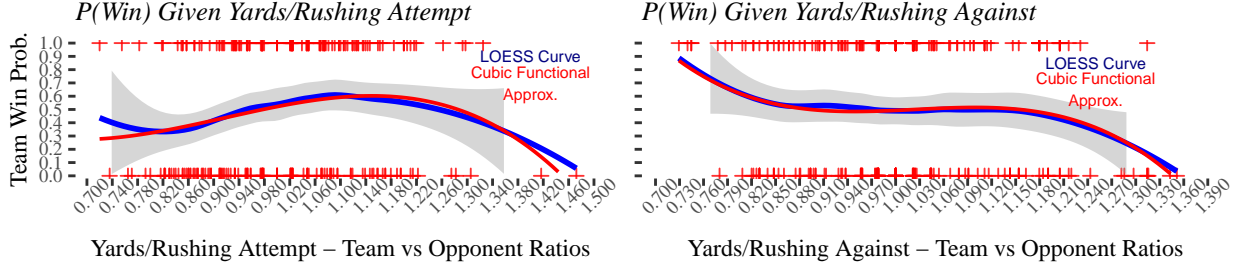 P(Win) Given Yards/Rushing Attempt
Team Win Prob.
1.0
0.9
0.8
0.7
0.6
0.5
0.4
0.3
0.2
0.1
0.0
LOESS Curve
Cubic Functional
Approx.
0.700 0.740 0.780 0.820 0.860 0.900 0.940 0.980 1.020 1.060 1.100 1.140 1.180 1.220 1.260 1.300 1.340 1.380 1.420 1.460 1.500
Yards/Rushing Attempt – Team vs Opponent Ratios
P(Win) Given Yards/Rushing Against
LOESS Curve
Cubic Functional
Approx.
0.700 0.730 0.760 0.790 0.820 0.850 0.880 0.910 0.940 0.970 1.000 1.030 1.060 1.090 1.120 1.150 1.180 1.210 1.240 1.270 1.300 1.330 1.360 1.390
Yards/Rushing Against – Team vs Opponent Ratios